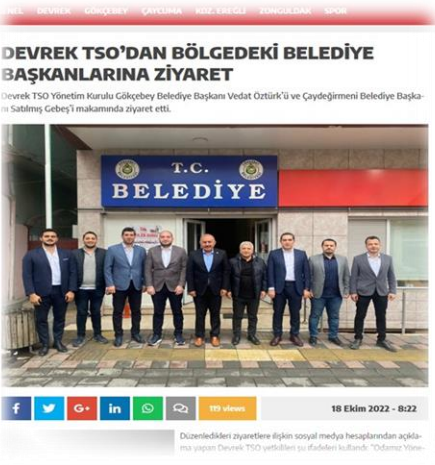 GENEL DEVREK GÖKÇEBEY ÇAYCUMA KDZ. EREĞLİ ZONGULDAK SPOR
DEVREK TSO'DAN BÖLGEDEKİ BELEDİYE
BAŞKANLARINA ZİYARET
Devrek TSO Yönetim Kurulu Gökçebey Belediye Başkanı Vedat Öztürk'ü ve Çaydeğirmeni Belediye Başka-
nı Satılmış Gebeş'i makamında ziyaret etti.
T.C.
BELEDİYE
119 views
18 Ekim 2022 - 8:22
Düzenledikleri ziyaretlere ilişkin sosyal medya hesaplarından açıkla-
ma yapan Devrek TSO yetkilileri şu ifadeleri kullandı: "Odamız Yöne-